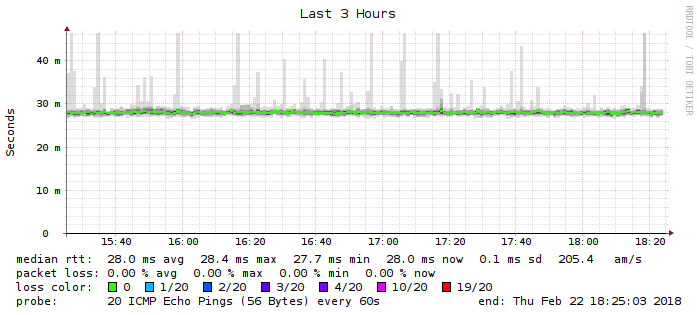 Last 3 Hours
RRDTOOL / TOBI OETIKER
Seconds
40 m
30 m
20 m
10 m
0
15:40 16:00 16:20 16:40 17:00 17:20 17:40 18:00 18:20
median rtt: 28.0 ms avg 28.4 ms max 27.7 ms min 28.0 ms now 0.1 ms sd 205.4 am/s
packet loss: 0.00 % avg 0.00 % max 0.00 % min 0.00 % now
loss color: 0 1/20 2/20 3/20 4/20 10/20 19/20
probe: 20 ICMP Echo Pings (56 Bytes) every 60s end: Thu Feb 22 18:25:03 2018